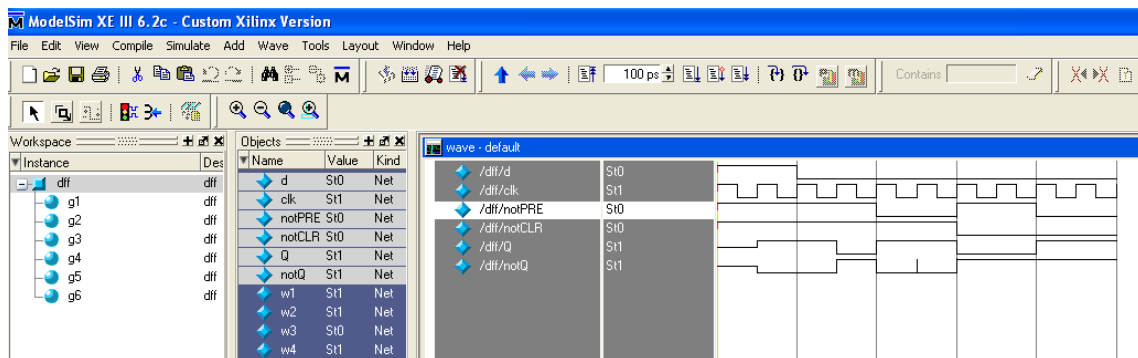 ModelSim XE III 6.2c - Custom Xilinx Version
File Edit View Compile Simulate Add Wave Tools Layout Window Help
100 ps Contains
Workspace
Instance Des
dff dff
g1 dff
g2 dff
g3 dff
g4 dff
g5 dff
g6 dff
Objects
Name Value Kind
d St0 Net
clk St1 Net
notPRE St0 Net
notCLR St0 Net
Q St1 Net
notQ St1 Net
w1 St1 Net
w2 St1 Net
w3 St0 Net
w4 St1 Net
wave - default
/dff/d St0
/dff/clk St1
/dff/notPRE St0
/dff/notCLR St0
/dff/Q St1
/dff/notQ St1